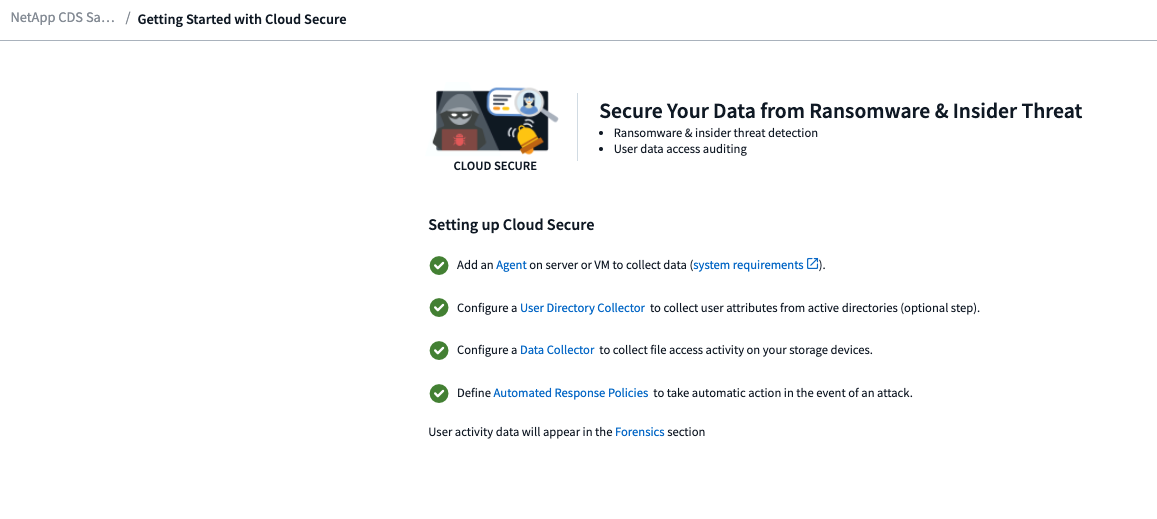 NetApp CDS Sa... / Getting Started with Cloud Secure
Secure Your Data from Ransomware & Insider Threat
• Ransomware & insider threat detection
• User data access auditing
CLOUD SECURE
Setting up Cloud Secure
Add an Agent on server or VM to collect data (system requirements).
Configure a User Directory Collector to collect user attributes from active directories (optional step).
Configure a Data Collector to collect file access activity on your storage devices.
Define Automated Response Policies to take automatic action in the event of an attack.
User activity data will appear in the Forensics section